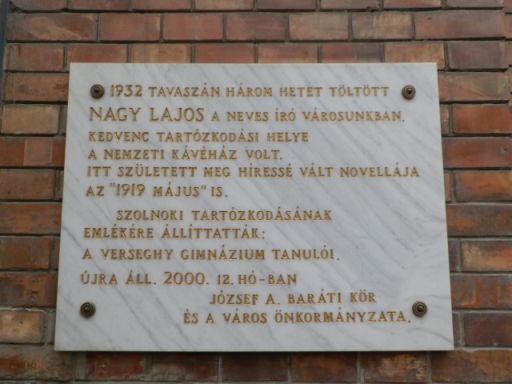 1932 TAVASZÁN HÁROM HETET TÖLTÖTT
NAGY LAJOS A NEVES ÍRÓ VÁROSUNKBAN.
KEDVENC TARTÓZKODÁSI HELYE
A NEMZETI KÁVÉHÁZ VOLT.
ITT SZÜLETETT MEG HÍRESSÉ VÁLT NOVELLÁJA
AZ "1919 MÁJUS" IS.
SZOLNOKI TARTÓZKODÁSÁNAK
EMLÉKÉRE ÁLLÍTTATTÁK:
A VERSEGHY GIMNÁZIUM TANULÓI.
ÚJRA ÁLL. 2000. 12. HÓ-BAN
JÓZSEF A. BARÁTI KÖR
ÉS A VÁROS ÖNKORMÁNYZATA.